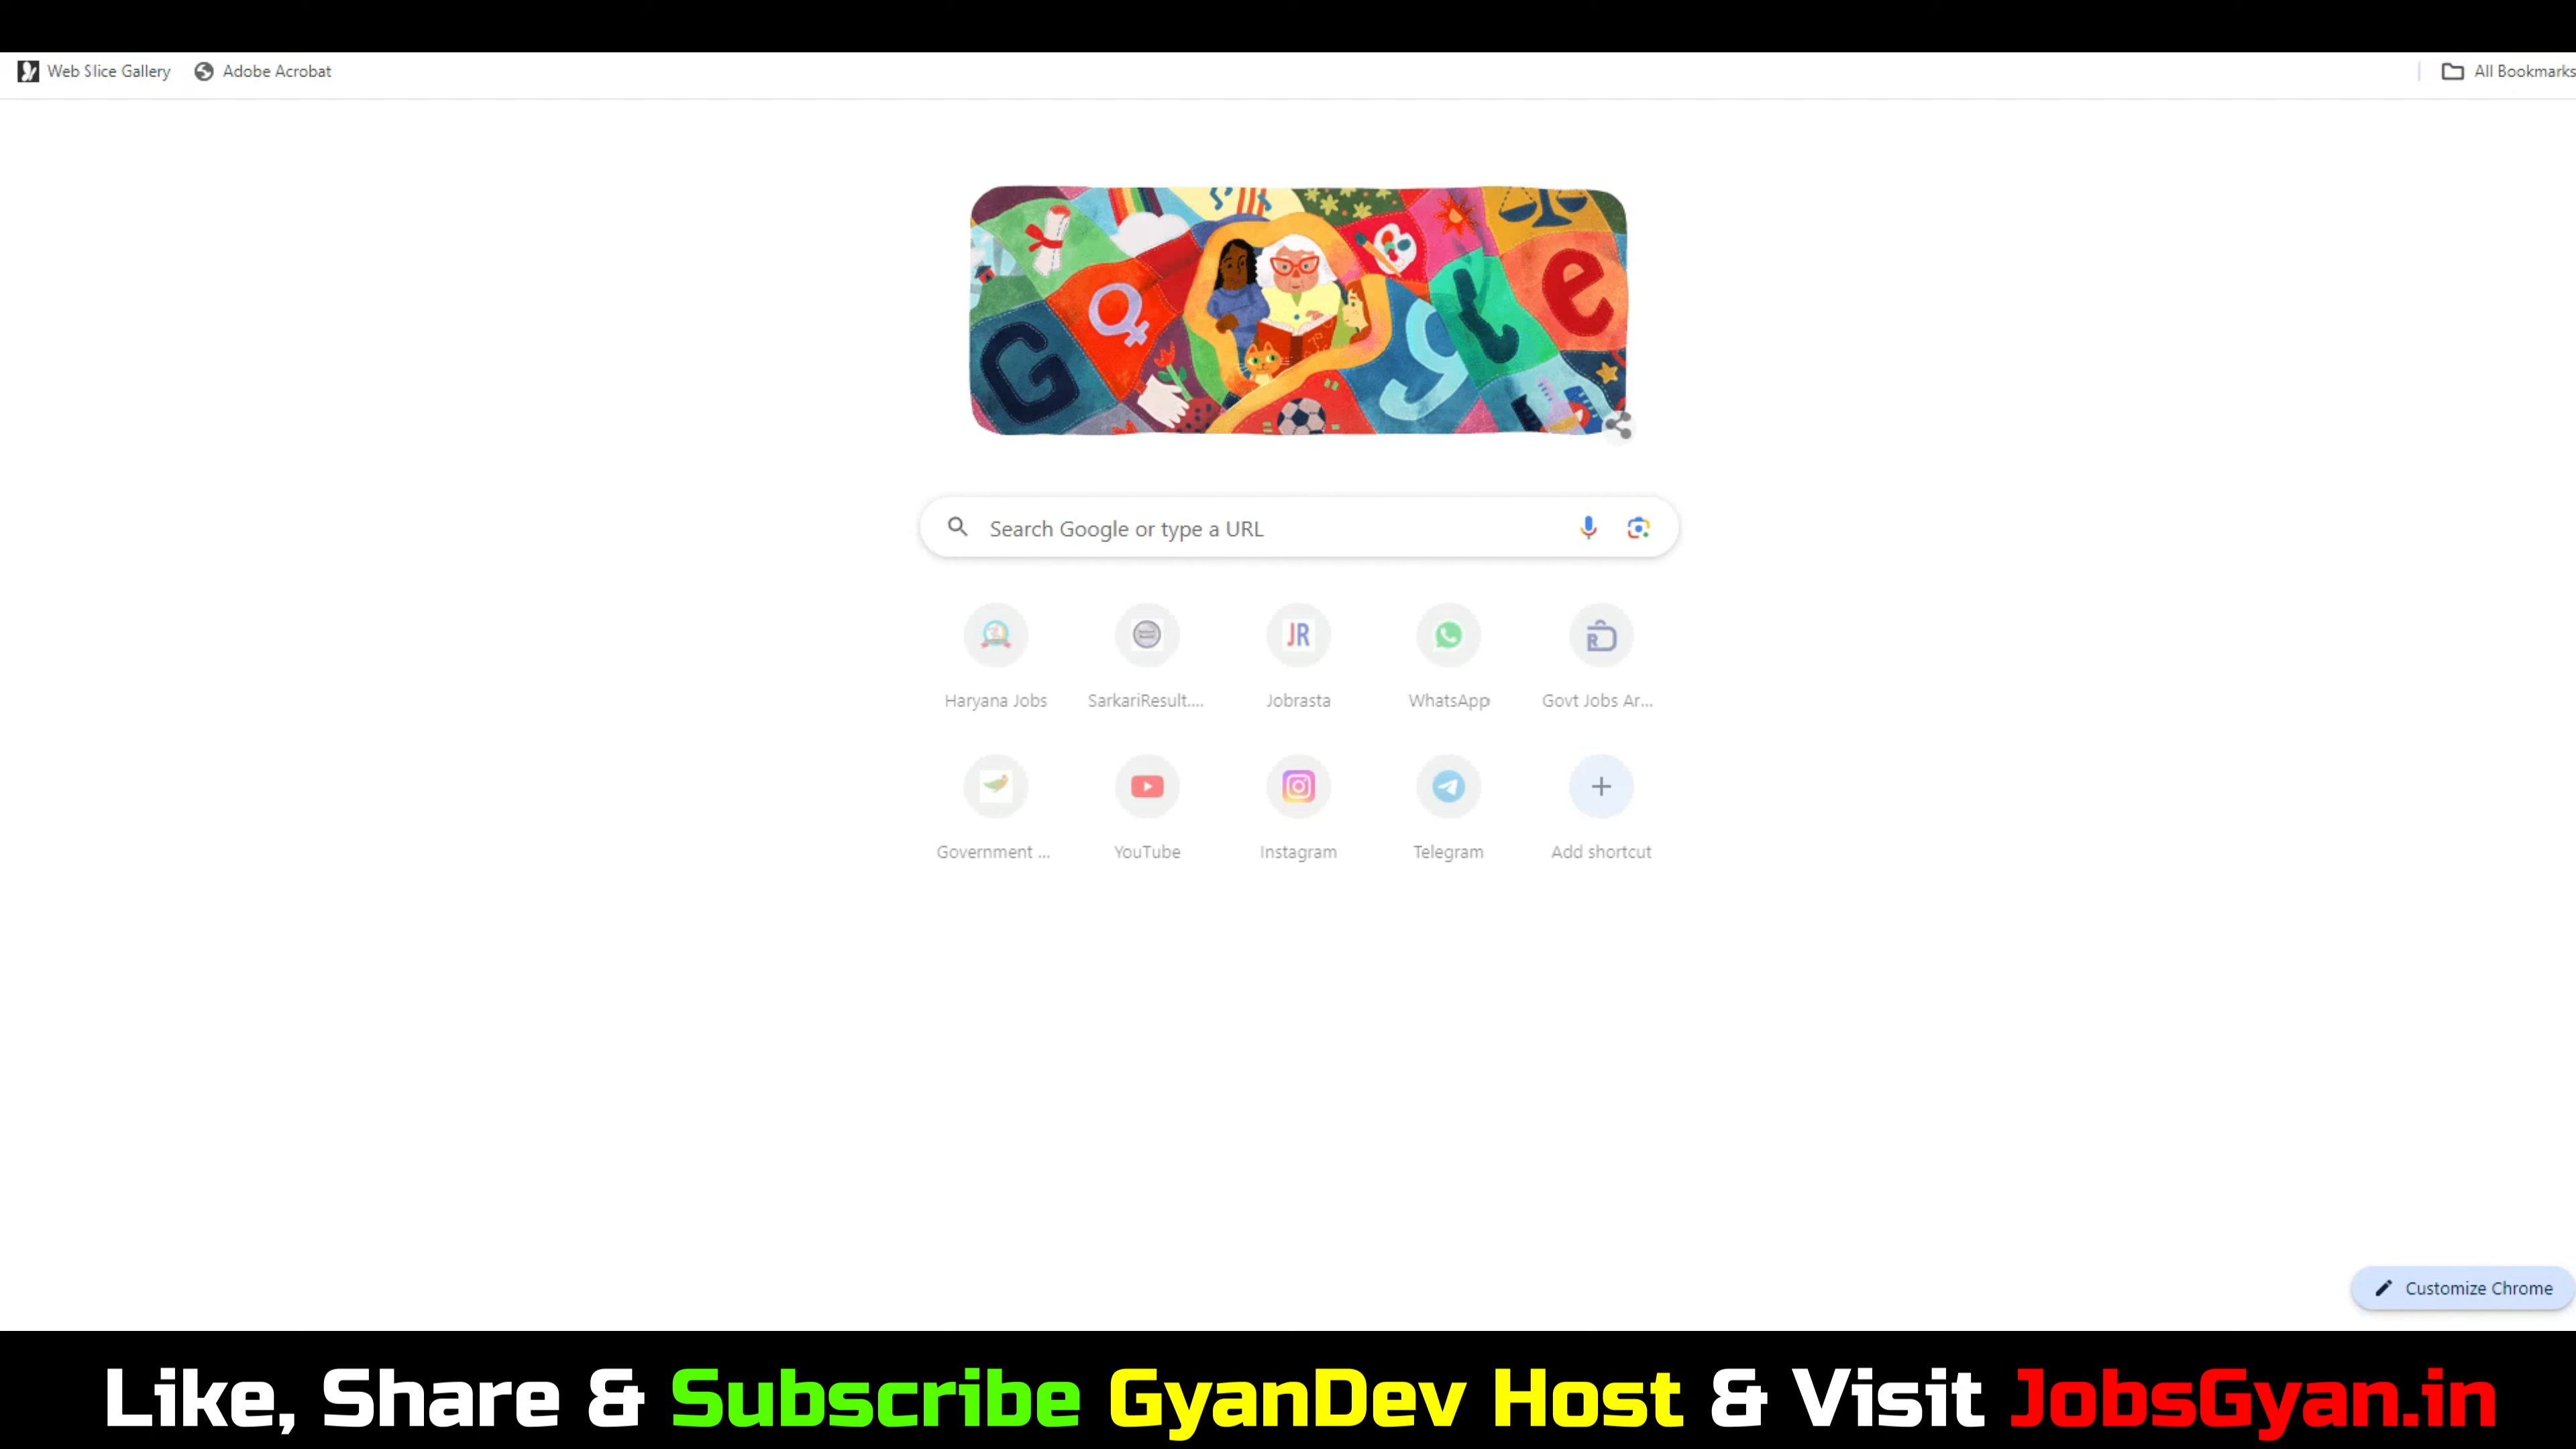 Web Slice Gallery Adobe Acrobat All Bookmarks
G g l e
Search Google or type a URL
JR R
Haryana Jobs SarkariResult.... Jobrasta WhatsApp Govt Jobs Ar...
Government ... YouTube Instagram Telegram Add shortcut
Customize Chrome
Like, Share & Subscribe GyanDev Host & Visit JobsGyan.in